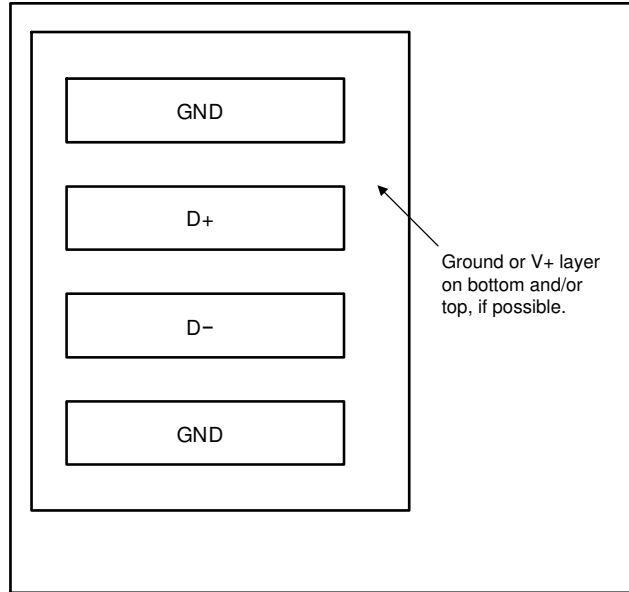 GND
D+
Ground or V+ layer
on bottom and/or
top, if possible.
D−
GND